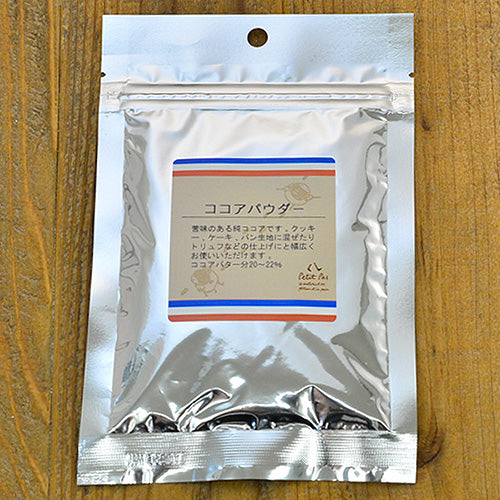 ココアパウダー
苦味のある純ココアです。クッキ
ー、ケーキ、パン生地に混ぜたり
トリュフなどの仕上げにと幅広く
お使いいただけます。
ココアバター分20～22%
Petit Pas